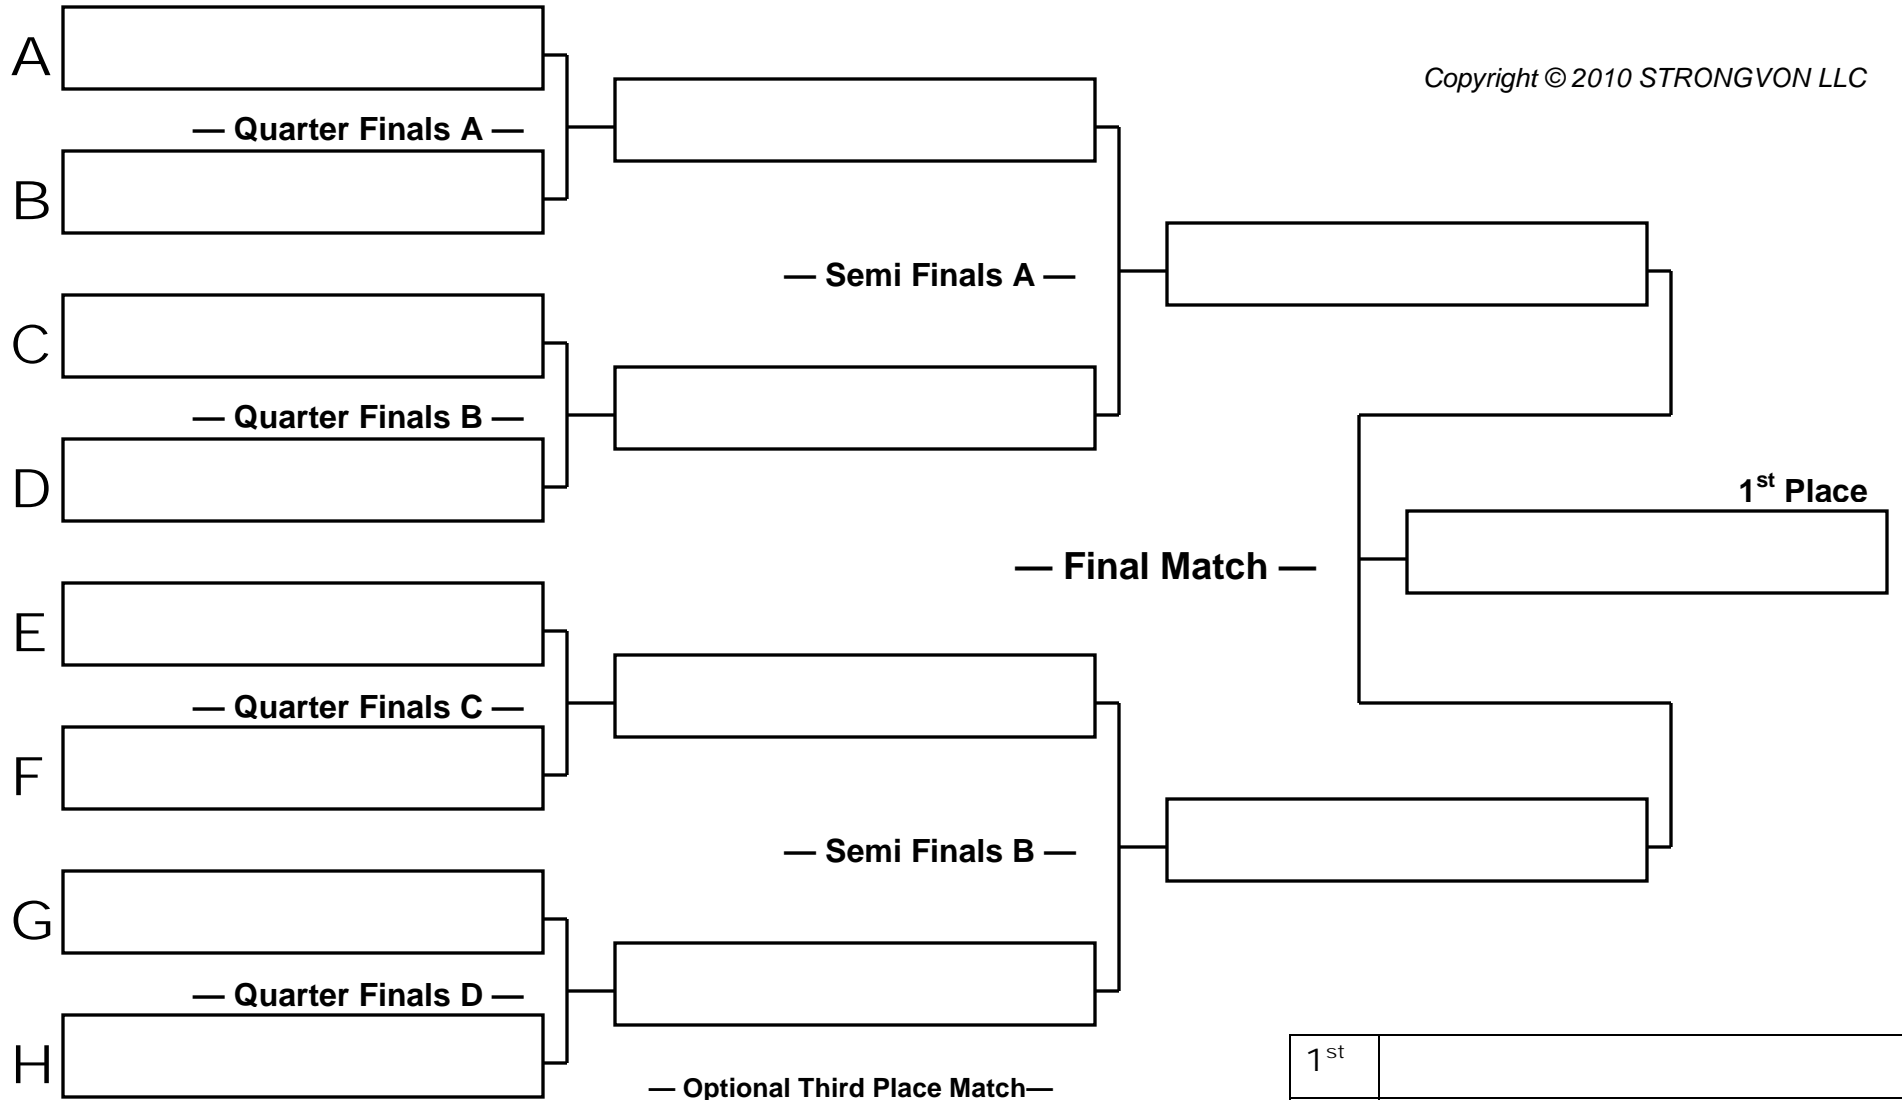 A
Copyright © 2010 STRONGVON LLC
— Quarter Finals A —
B
— Semi Finals A —
C
— Quarter Finals B —
D
1st Place
— Final Match —
E
— Quarter Finals C —
F
— Semi Finals B —
G
— Quarter Finals D —
H
1st
— Optional Third Place Match—